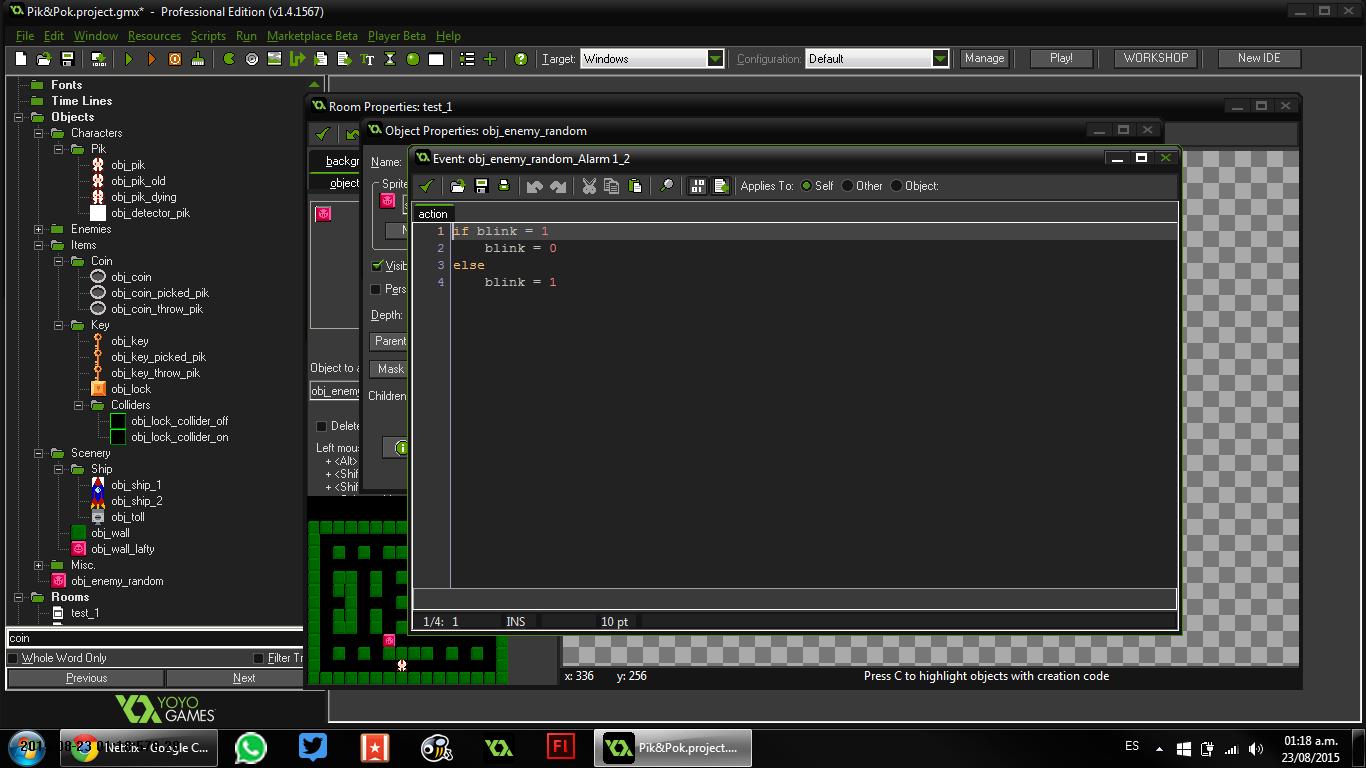 Pik&Pok.project.gmx* - Professional Edition (v1.4.1567)
File Edit Window Resources Scripts Run Marketplace Beta Player Beta Help
Target: Windows Configuration: Default Manage Play! WORKSHOP New IDE
Fonts
Time Lines
Objects
Characters
Pik
obj_pik
obj_pik_old
obj_pik_dying
obj_detector_pik
Enemies
Items
Coin
obj_coin
obj_coin_picked_pik
obj_coin_throw_pik
Key
obj_key
obj_key_picked_pik
obj_key_throw_pik
obj_lock
Colliders
obj_lock_collider_off
obj_lock_collider_on
Scenery
Ship
obj_ship_1
obj_ship_2
obj_toll
obj_wall
obj_wall_lafty
Misc.
obj_enemy_random
Rooms
test_1
coin
Whole Word Only Filter Tr
Previous Next
YOYO
GAMES
Room Properties: test_1
backgr
object
Object to a
obj_enemy
Delete
Left mou
+ <Alt>
+ <Shif
+ <Shif
Object Properties: obj_enemy_random
Name:
Sprite
Visib
Pers
Depth:
Parent
Mask
Children
Event: obj_enemy_random_Alarm 1_2
Applies To: Self Other Object:
action
1 if blink = 1
2 blink = 0
3 else
4 blink = 1
1/4: 1 INS 10 pt
x: 336 y: 256 Press C to highlight objects with creation code
Netflix - Google C...
Fl
Pik&Pok.project....
ES
01:18 a.m.
23/08/2015